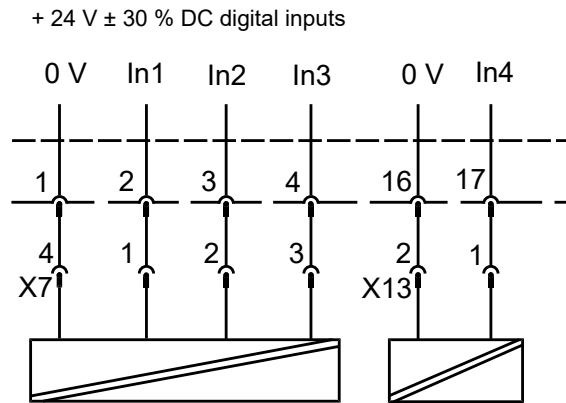 + 24 V ± 30 % DC digital inputs
0 V In1 In2 In3 0 V In4
1 2 3 4 16 17
4 1 2 3 2 1
X7 X13